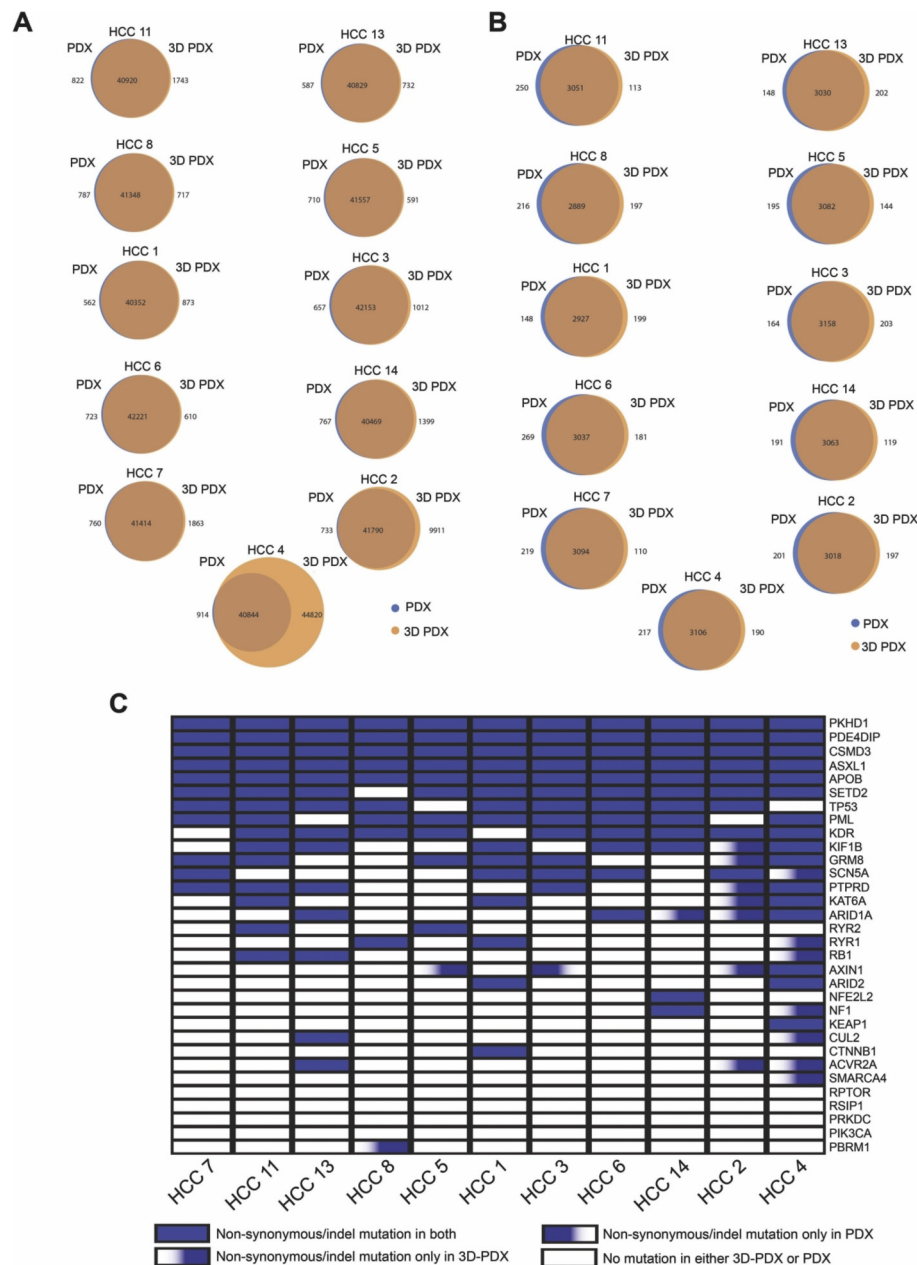 A
B
HCC 11
PDX
3D PDX
822
40920
1743
HCC 13
PDX
3D PDX
587
40829
732
HCC 8
PDX
3D PDX
787
41348
717
HCC 5
PDX
3D PDX
710
41557
591
HCC 1
PDX
3D PDX
562
40352
873
HCC 3
PDX
3D PDX
657
42153
1012
HCC 6
PDX
3D PDX
723
42221
610
HCC 14
PDX
3D PDX
767
40469
1399
HCC 7
PDX
3D PDX
760
41414
1863
HCC 2
PDX
3D PDX
733
41790
9911
HCC 4
PDX
3D PDX
914
40844
44820
PDX
3D PDX
HCC 11
PDX
3D PDX
250
3051
113
HCC 13
PDX
3D PDX
148
3030
202
HCC 8
PDX
3D PDX
216
2889
197
HCC 5
PDX
3D PDX
195
3082
144
HCC 1
PDX
3D PDX
148
2927
199
HCC 3
PDX
3D PDX
164
3158
203
HCC 6
PDX
3D PDX
269
3037
181
HCC 14
PDX
3D PDX
191
3063
119
HCC 7
PDX
3D PDX
219
3094
110
HCC 2
PDX
3D PDX
201
3018
197
HCC 4
PDX
3D PDX
217
3106
190
PDX
3D PDX
C
PKHD1
PDE4DIP
CSMD3
ASXL1
APOB
SETD2
TP53
PML
KDR
KIF1B
GRM8
SCN5A
PTPRD
KAT6A
ARID1A
RYR2
RYR1
RB1
AXIN1
ARID2
NFE2L2
NF1
KEAP1
CUL2
CTNNB1
ACVR2A
SMARCA4
RPTOR
RSIP1
PRKDC
PIK3CA
PBRM1
HCC 7
HCC 11
HCC 13
HCC 8
HCC 5
HCC 1
HCC 3
HCC 6
HCC 14
HCC 2
HCC 4
Non-synonymous/indel mutation in both
Non-synonymous/indel mutation only in PDX
Non-synonymous/indel mutation only in 3D-PDX
No mutation in either 3D-PDX or PDX